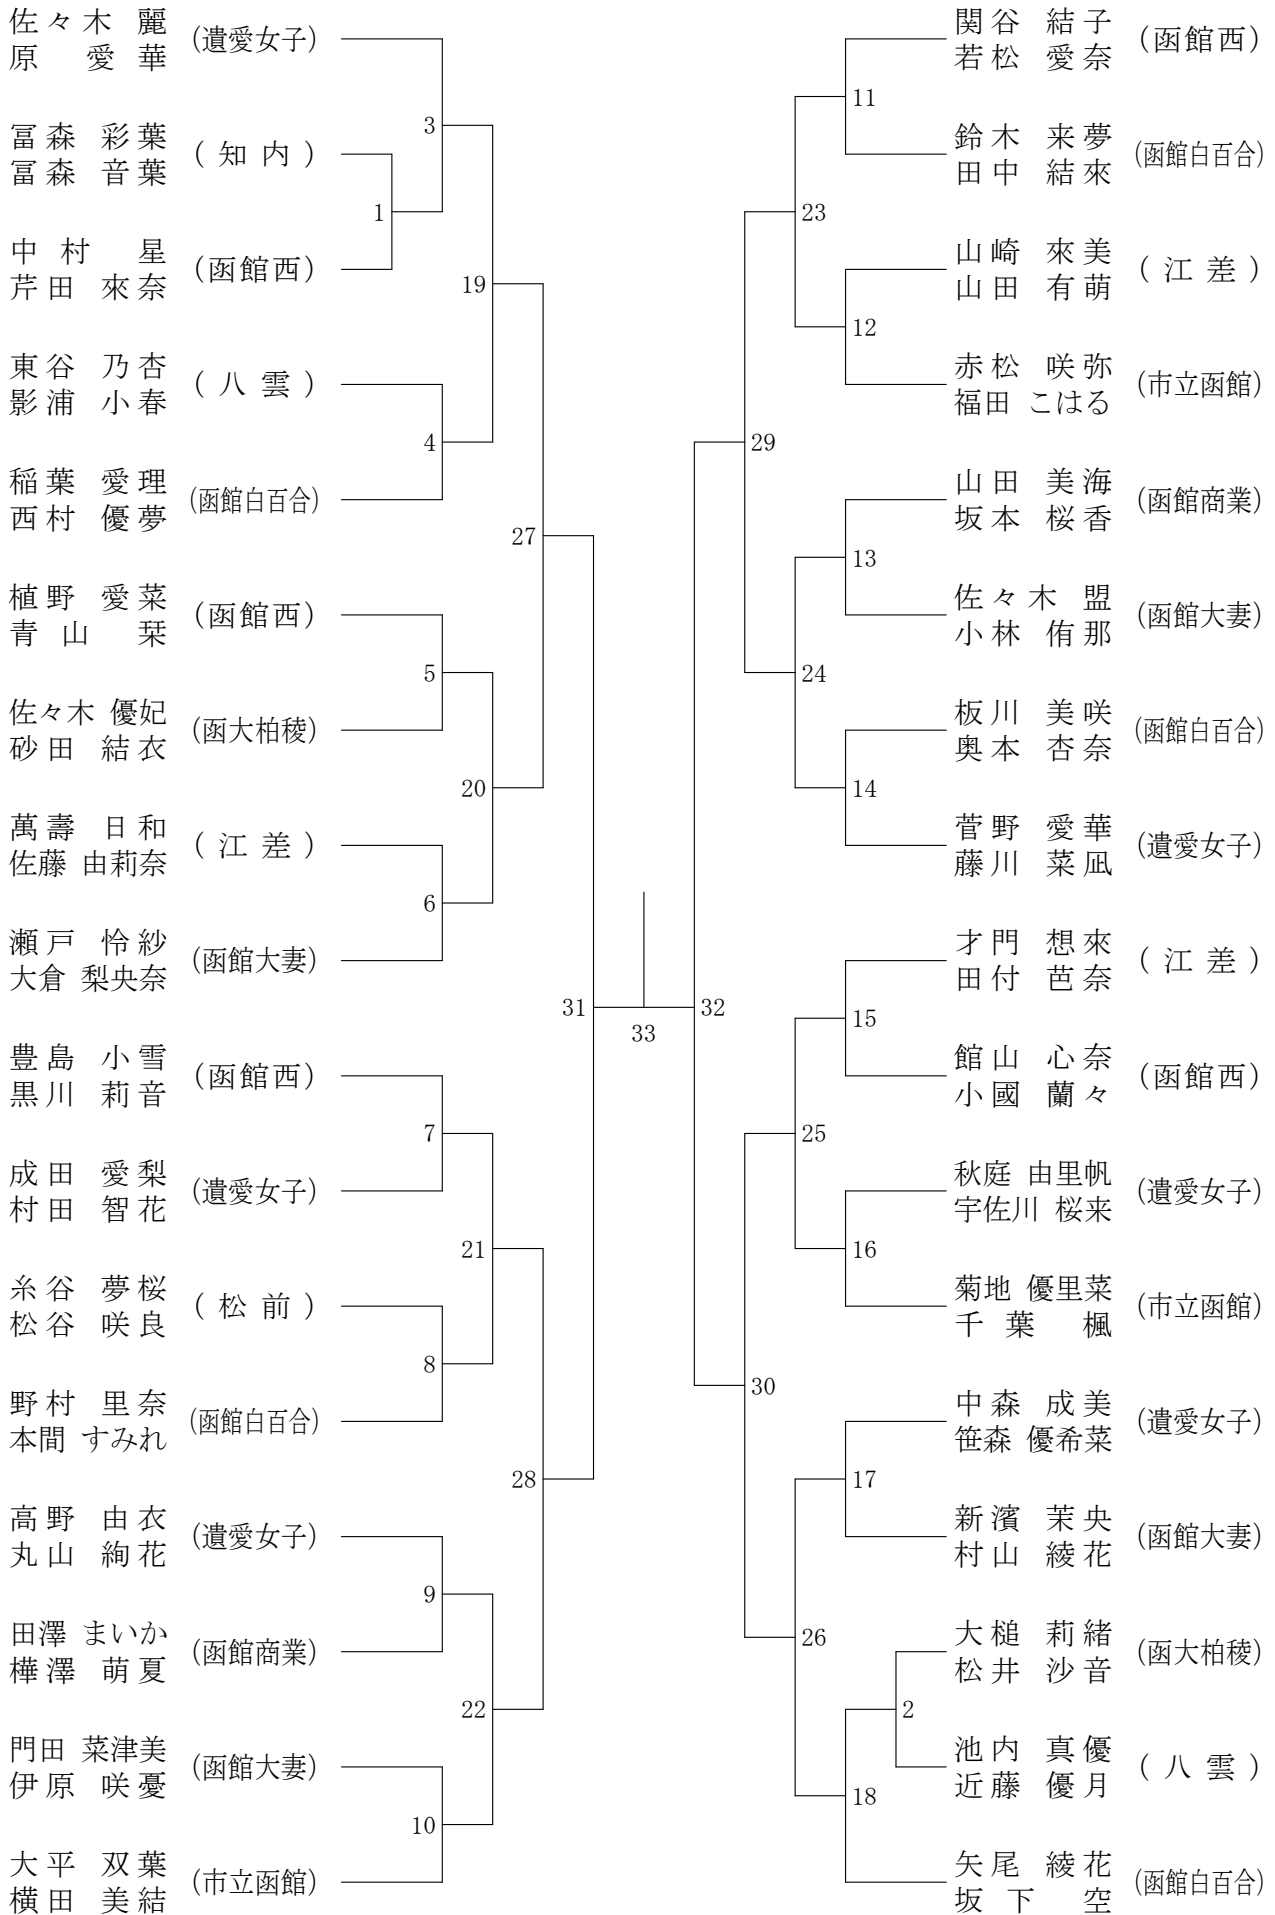 佐々木 麗
原 愛華
(遺愛女子)
冨森 彩葉
冨森 音葉
(知内)
中村 星
芹田 來奈
(函館西)
東谷 乃杏
影浦 小春
(八雲)
稲葉 愛理
西村 優夢
(函館白百合)
植野 愛菜
青山 栞
(函館西)
佐々木 優妃
砂田 結衣
(函大柏稜)
萬壽 日和
佐藤 由莉奈
(江差)
瀬戸 怜紗
大倉 梨央奈
(函館大妻)
豊島 小雪
黒川 莉音
(函館西)
成田 愛梨
村田 智花
(遺愛女子)
糸谷 夢桜
松谷 咲良
(松前)
野村 里奈
本間 すみれ
(函館白百合)
高野 由衣
丸山 絢花
(遺愛女子)
田澤 まいか
樺澤 萌夏
(函館商業)
門田 菜津美
伊原 咲憂
(函館大妻)
大平 双葉
横田 美結
(市立函館)
1
3
4
5
6
7
8
9
10
19
20
21
22
27
28
31
33
32
29
30
23
24
25
26
11
12
13
14
15
16
17
18
2
関谷 結子
若松 愛奈
(函館西)
鈴木 来夢
田中 結來
(函館白百合)
山崎 來美
山田 有萌
(江差)
赤松 咲弥
福田 こはる
(市立函館)
山田 美海
坂本 桜香
(函館商業)
佐々木 盟
小林 侑那
(函館大妻)
板川 美咲
奥本 杏奈
(函館白百合)
菅野 愛華
藤川 菜凪
(遺愛女子)
才門 想來
田付 芭奈
(江差)
館山 心奈
小國 蘭々
(函館西)
秋庭 由里帆
宇佐川 桜来
(遺愛女子)
菊地 優里菜
千葉 楓
(市立函館)
中森 成美
笹森 優希菜
(遺愛女子)
新濱 茉央
村山 綾花
(函館大妻)
大槌 莉緒
松井 沙音
(函大柏稜)
池内 真優
近藤 優月
(八雲)
矢尾 綾花
坂下 空
(函館白百合)